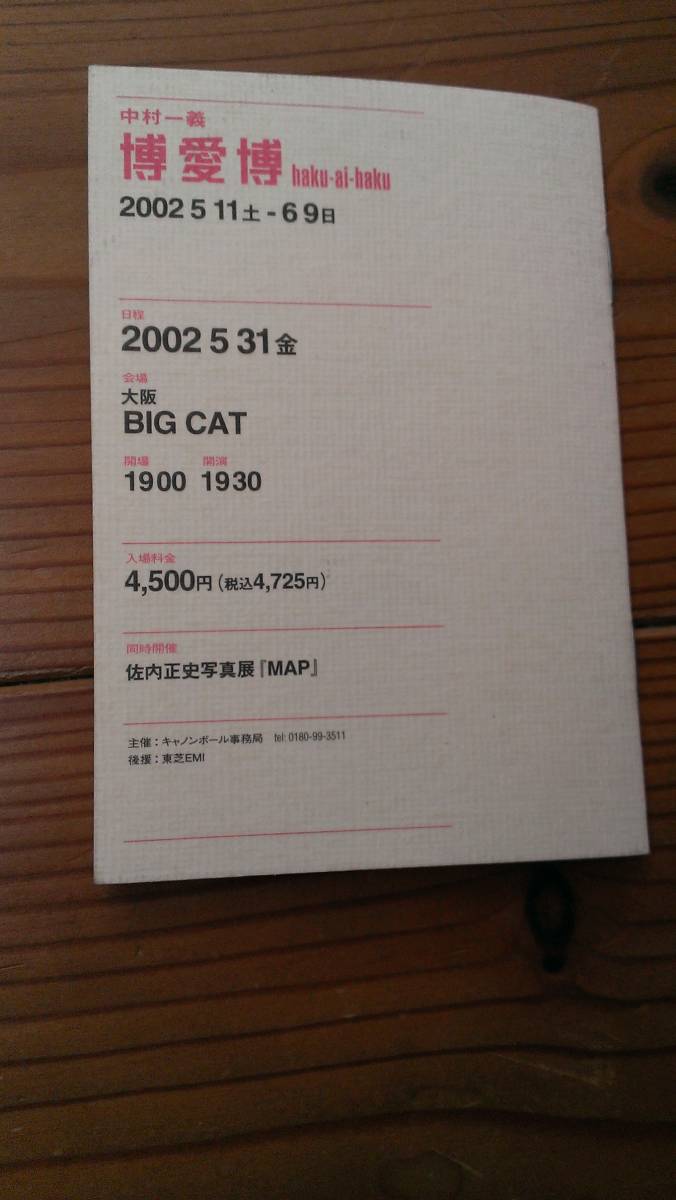 中村一義
博愛博 haku-ai-haku
2002 5 11土 - 6 9日
日程
2002 5 31金
会場
大阪
BIG CAT
開場 開演
1900 1930
入場料金
4,500円（税込4,725円）
同時開催
佐内正史写真展『MAP』
主催：キャノンボール事務局 tel: 0180-99-3511
後援：東芝EMI